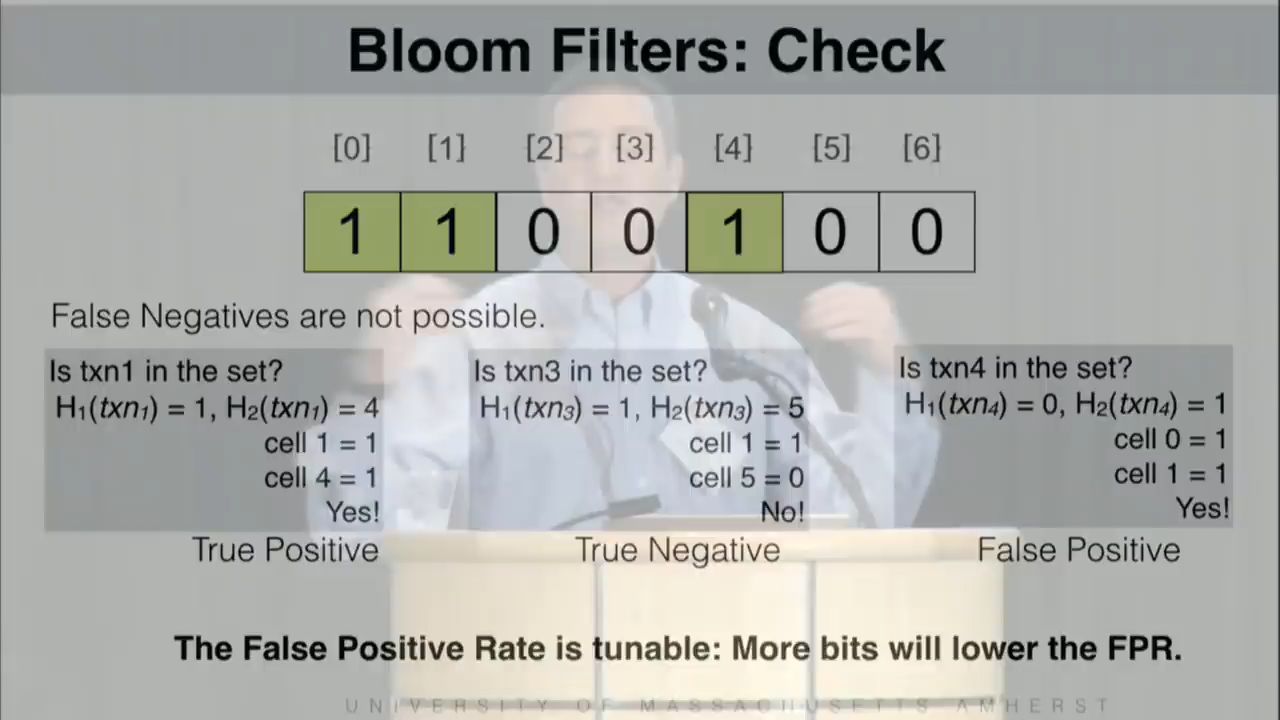 Bloom Filters: Check
[0] [1] [2] [3] [4] [5] [6]
1 1 0 0 1 0 0
False Negatives are not possible.
Is txn1 in the set?
H₁(txn₁) = 1, H₂(txn₁) = 4
cell 1 = 1
cell 4 = 1
Yes!
True Positive
Is txn3 in the set?
H₁(txn₃) = 1, H₂(txn₃) = 5
cell 1 = 1
cell 5 = 0
No!
True Negative
Is txn4 in the set?
H₁(txn₄) = 0, H₂(txn₄) = 1
cell 0 = 1
cell 1 = 1
Yes!
False Positive
The False Positive Rate is tunable: More bits will lower the FPR.
UNIVERSITY OF MASSACHUSETTS AMHERST